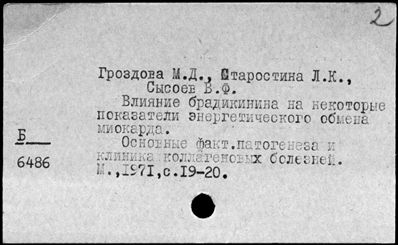 2
Гроздова М.Д., Старостина Л.К.,
Сысоев В.Ф.
Влияние брадикинина на некоторые
показатели энергетического обмена
миокарда.
Основные факт.патогенеза и
клиника коллагеновых болезней.
М.,1971,с.19-20.
Б
6486